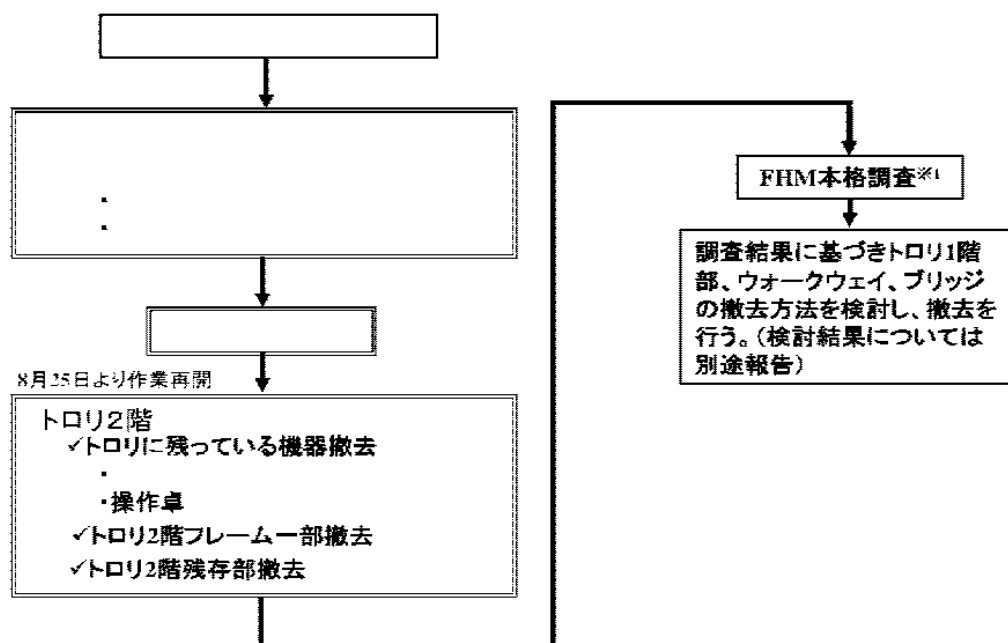 8月25日より作業再開
トロリ2階
✓トロリに残っている機器撤去
・
・操作卓
✓トロリ2階フレーム一部撤去
✓トロリ2階残存部撤去
FHM本格調査※1
調査結果に基づきトロリ1階
部、ウォークウェイ、ブリッジ
の撤去方法を検討し、撤去を
行う。(検討結果については
別途報告)